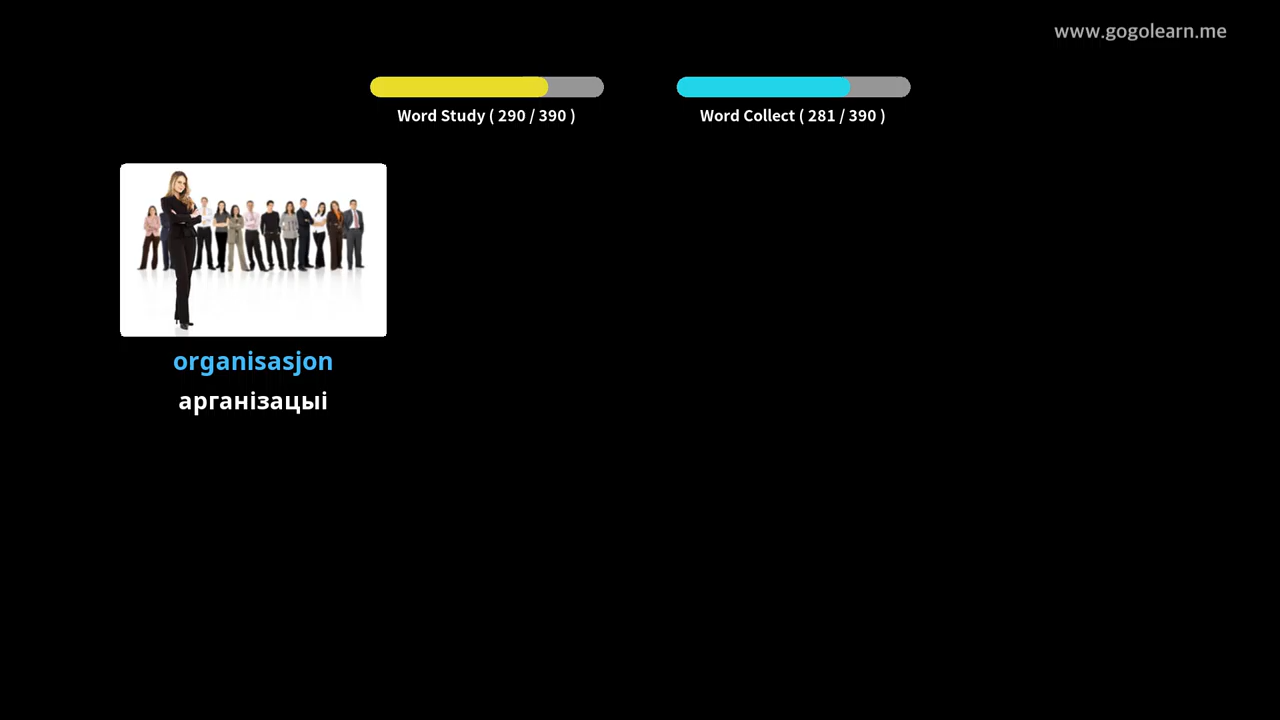 www.gogolearn.me
Word Study ( 290 / 390 )
Word Collect ( 281 / 390 )
organisasjon
арганізацыі